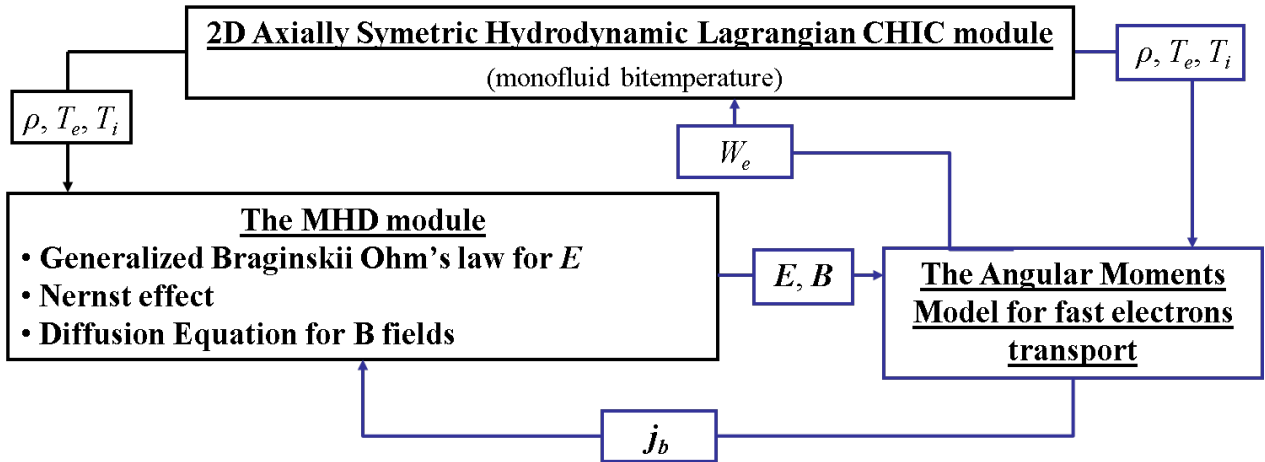 2D Axially Symetric Hydrodynamic Lagrangian CHIC module
(monofluid bitemperature)
ρ, Tₑ, Tᵢ
ρ, Tₑ, Tᵢ
Wₑ
The MHD module
• Generalized Braginskii Ohm's law for E
• Nernst effect
• Diffusion Equation for B fields
E, B
The Angular Moments
Model for fast electrons
transport
j_b